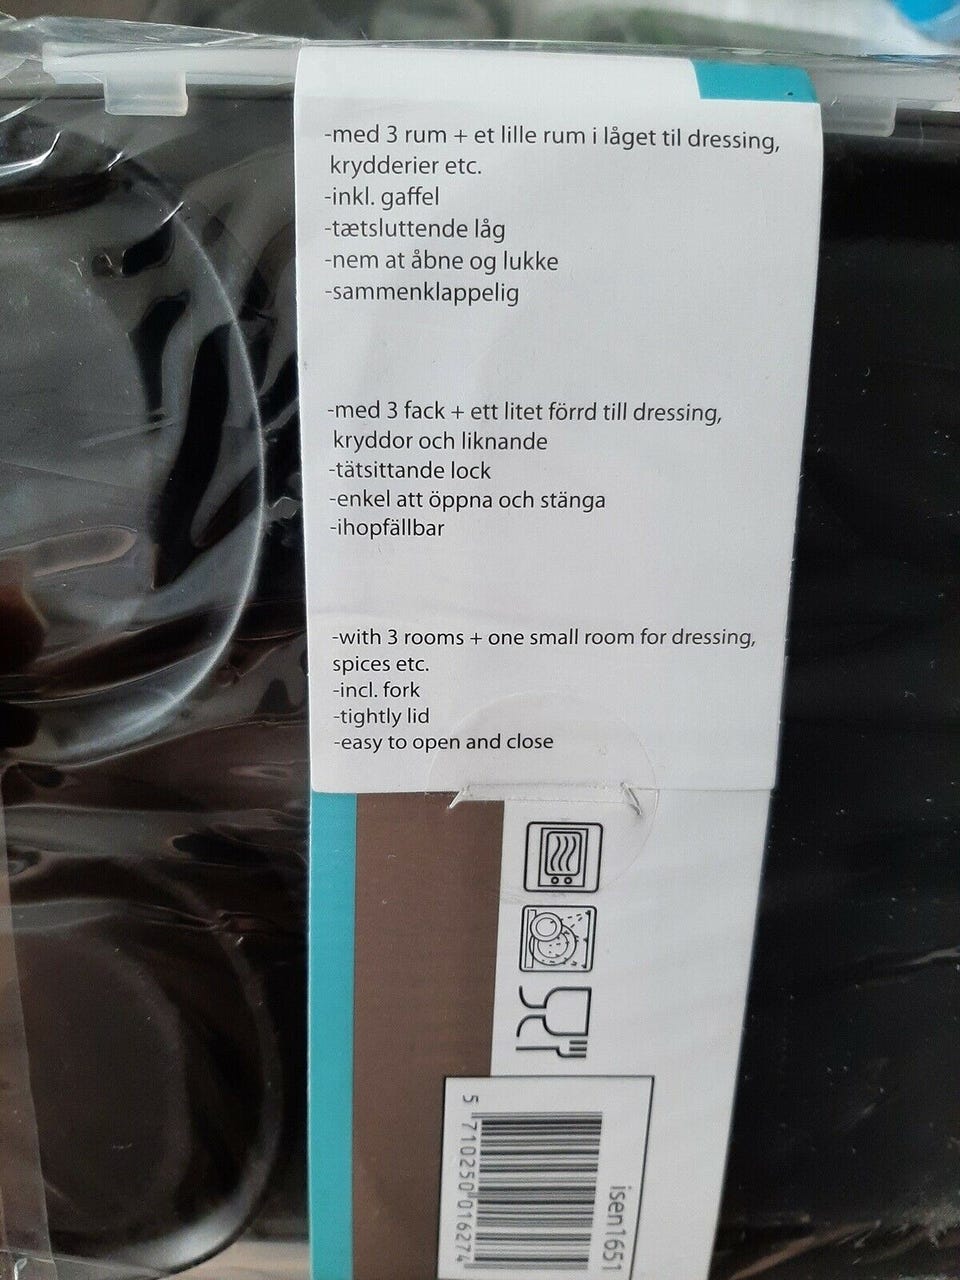 -med 3 rum + et lille rum i låget til dressing,
krydderier etc.
-inkl. gaffel
-tætsluttende låg
-nem at åbne og lukke
-sammenklappelig
-med 3 fack + ett litet förrd till dressing,
kryddor och liknande
-tätsittande lock
-enkel att öppna och stänga
-ihopfällbar
-with 3 rooms + one small room for dressing,
spices etc.
-incl. fork
-tightly lid
-easy to open and close
5 710250 016274
isen1651